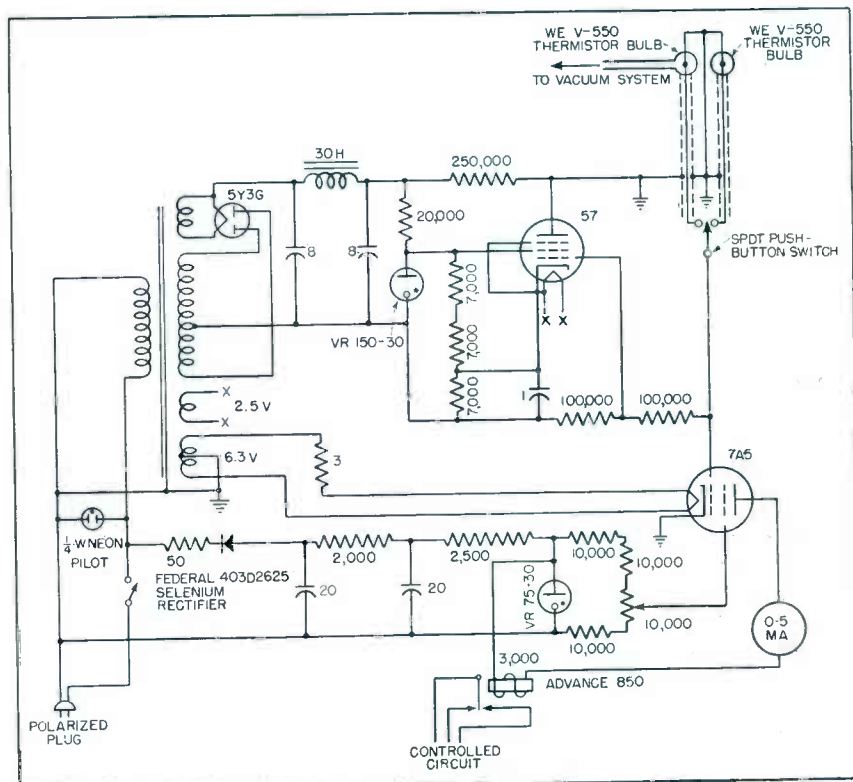 WE V-550
THERMISTOR BULB
WE V-550
THERMISTOR
BULB
TO VACUUM SYSTEM
30H
250,000
5Y3G
20,000
57
8
8
SPDT PUSH-
BUTTON SWITCH
7,000
X X
VR 150-30
7,000
7,000
1
100,000
100,000
X
2.5 V
X
6.3 V
3
7A5
1/4-W NEON
PILOT
50
FEDERAL 403D2625
SELENIUM
RECTIFIER
2,000
2,500
10,000
10,000
20
20
VR 75-30
10,000
10,000
0-5
MA
3,000
ADVANCE 850
POLARIZED
PLUG
CONTROLLED
CIRCUIT